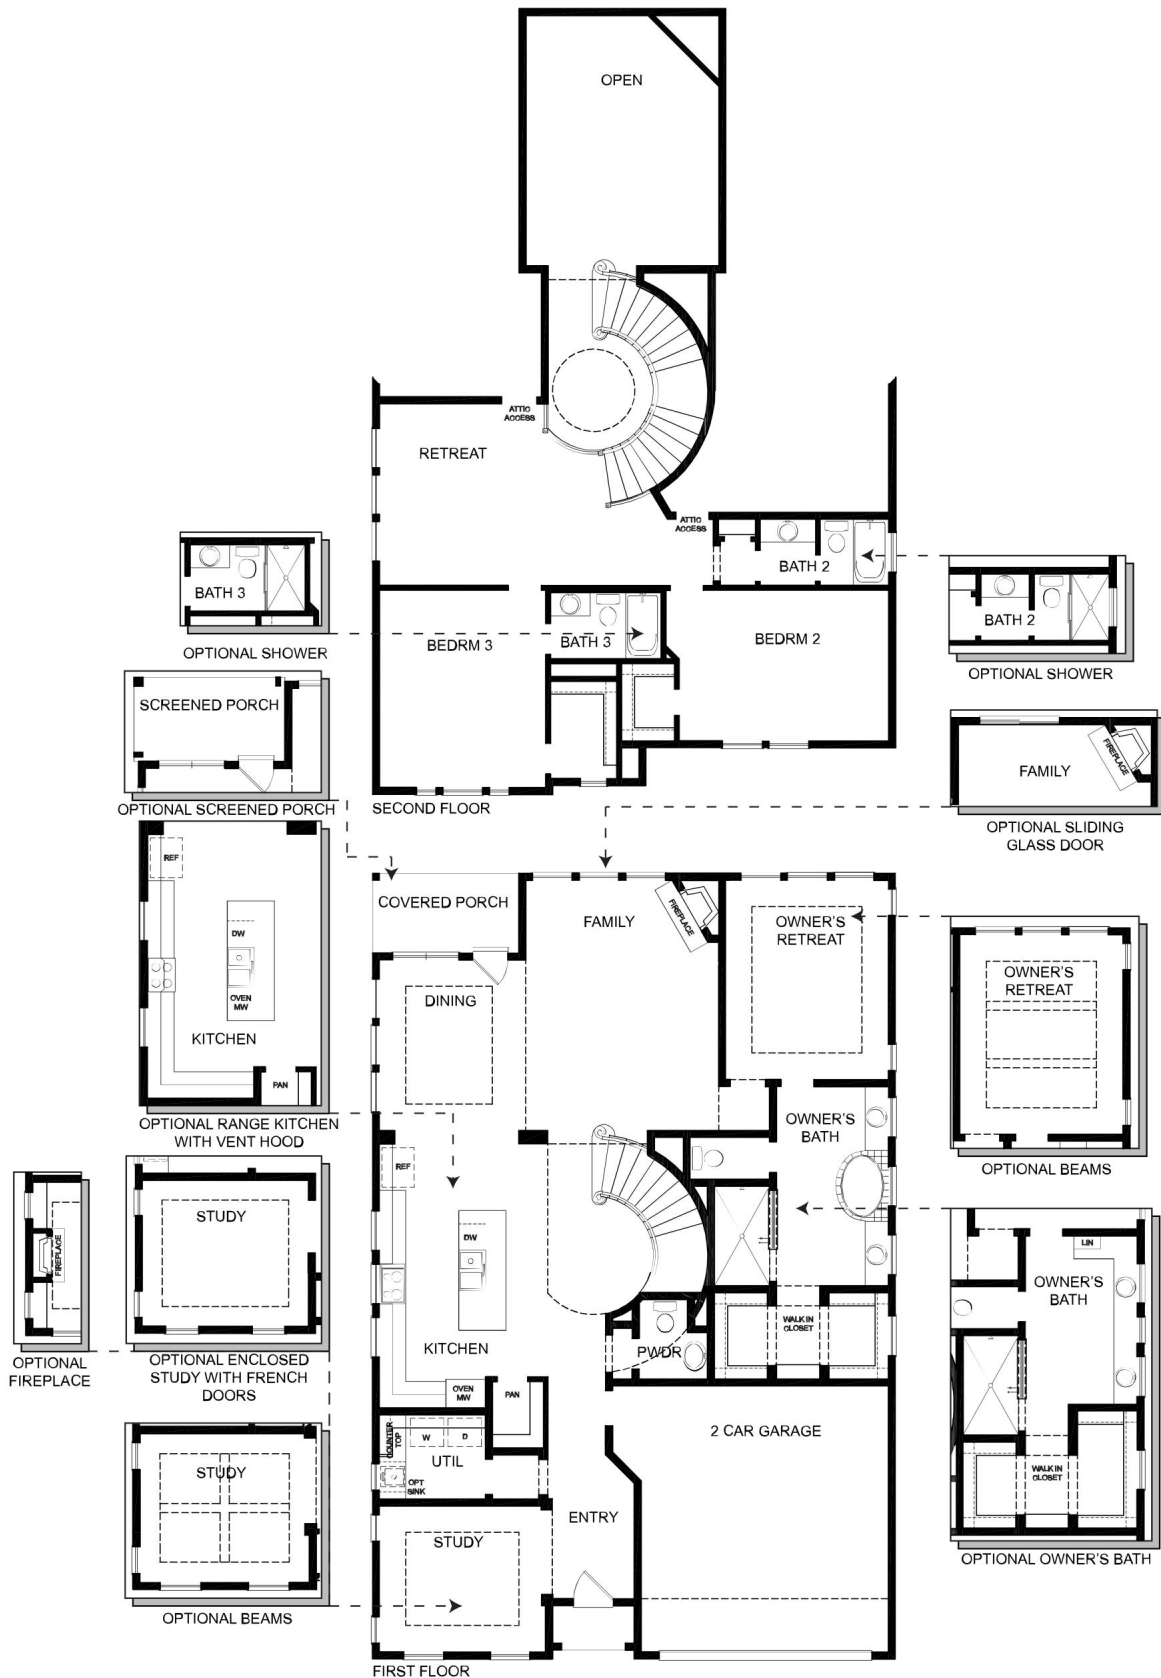 OPEN
ATTIC
ACCESS
RETREAT
ATTIC
ACCESS
BATH 2
BEDRM 3
BATH 3
BEDRM 2
SECOND FLOOR
BATH 3
OPTIONAL SHOWER
BATH 2
OPTIONAL SHOWER
SCREENED PORCH
OPTIONAL SCREENED PORCH
FAMILY
FIREPLACE
OPTIONAL SLIDING
GLASS DOOR
REF
DW
OVEN
MW
KITCHEN
PAN
OPTIONAL RANGE KITCHEN
WITH VENT HOOD
COVERED PORCH
FAMILY
FIREPLACE
OWNER'S
RETREAT
DINING
OWNER'S
BATH
REF
DW
KITCHEN
OVEN
MW
PAN
PWDR
WALK IN
CLOSET
COUNTER
TOP
W
D
UTIL
OPT
SINK
2 CAR GARAGE
ENTRY
STUDY
FIRST FLOOR
OWNER'S
RETREAT
OPTIONAL BEAMS
FIREPLACE
OPTIONAL
FIREPLACE
STUDY
OPTIONAL ENCLOSED
STUDY WITH FRENCH
DOORS
STUDY
OPTIONAL BEAMS
LIN
OWNER'S
BATH
WALK IN
CLOSET
OPTIONAL OWNER'S BATH